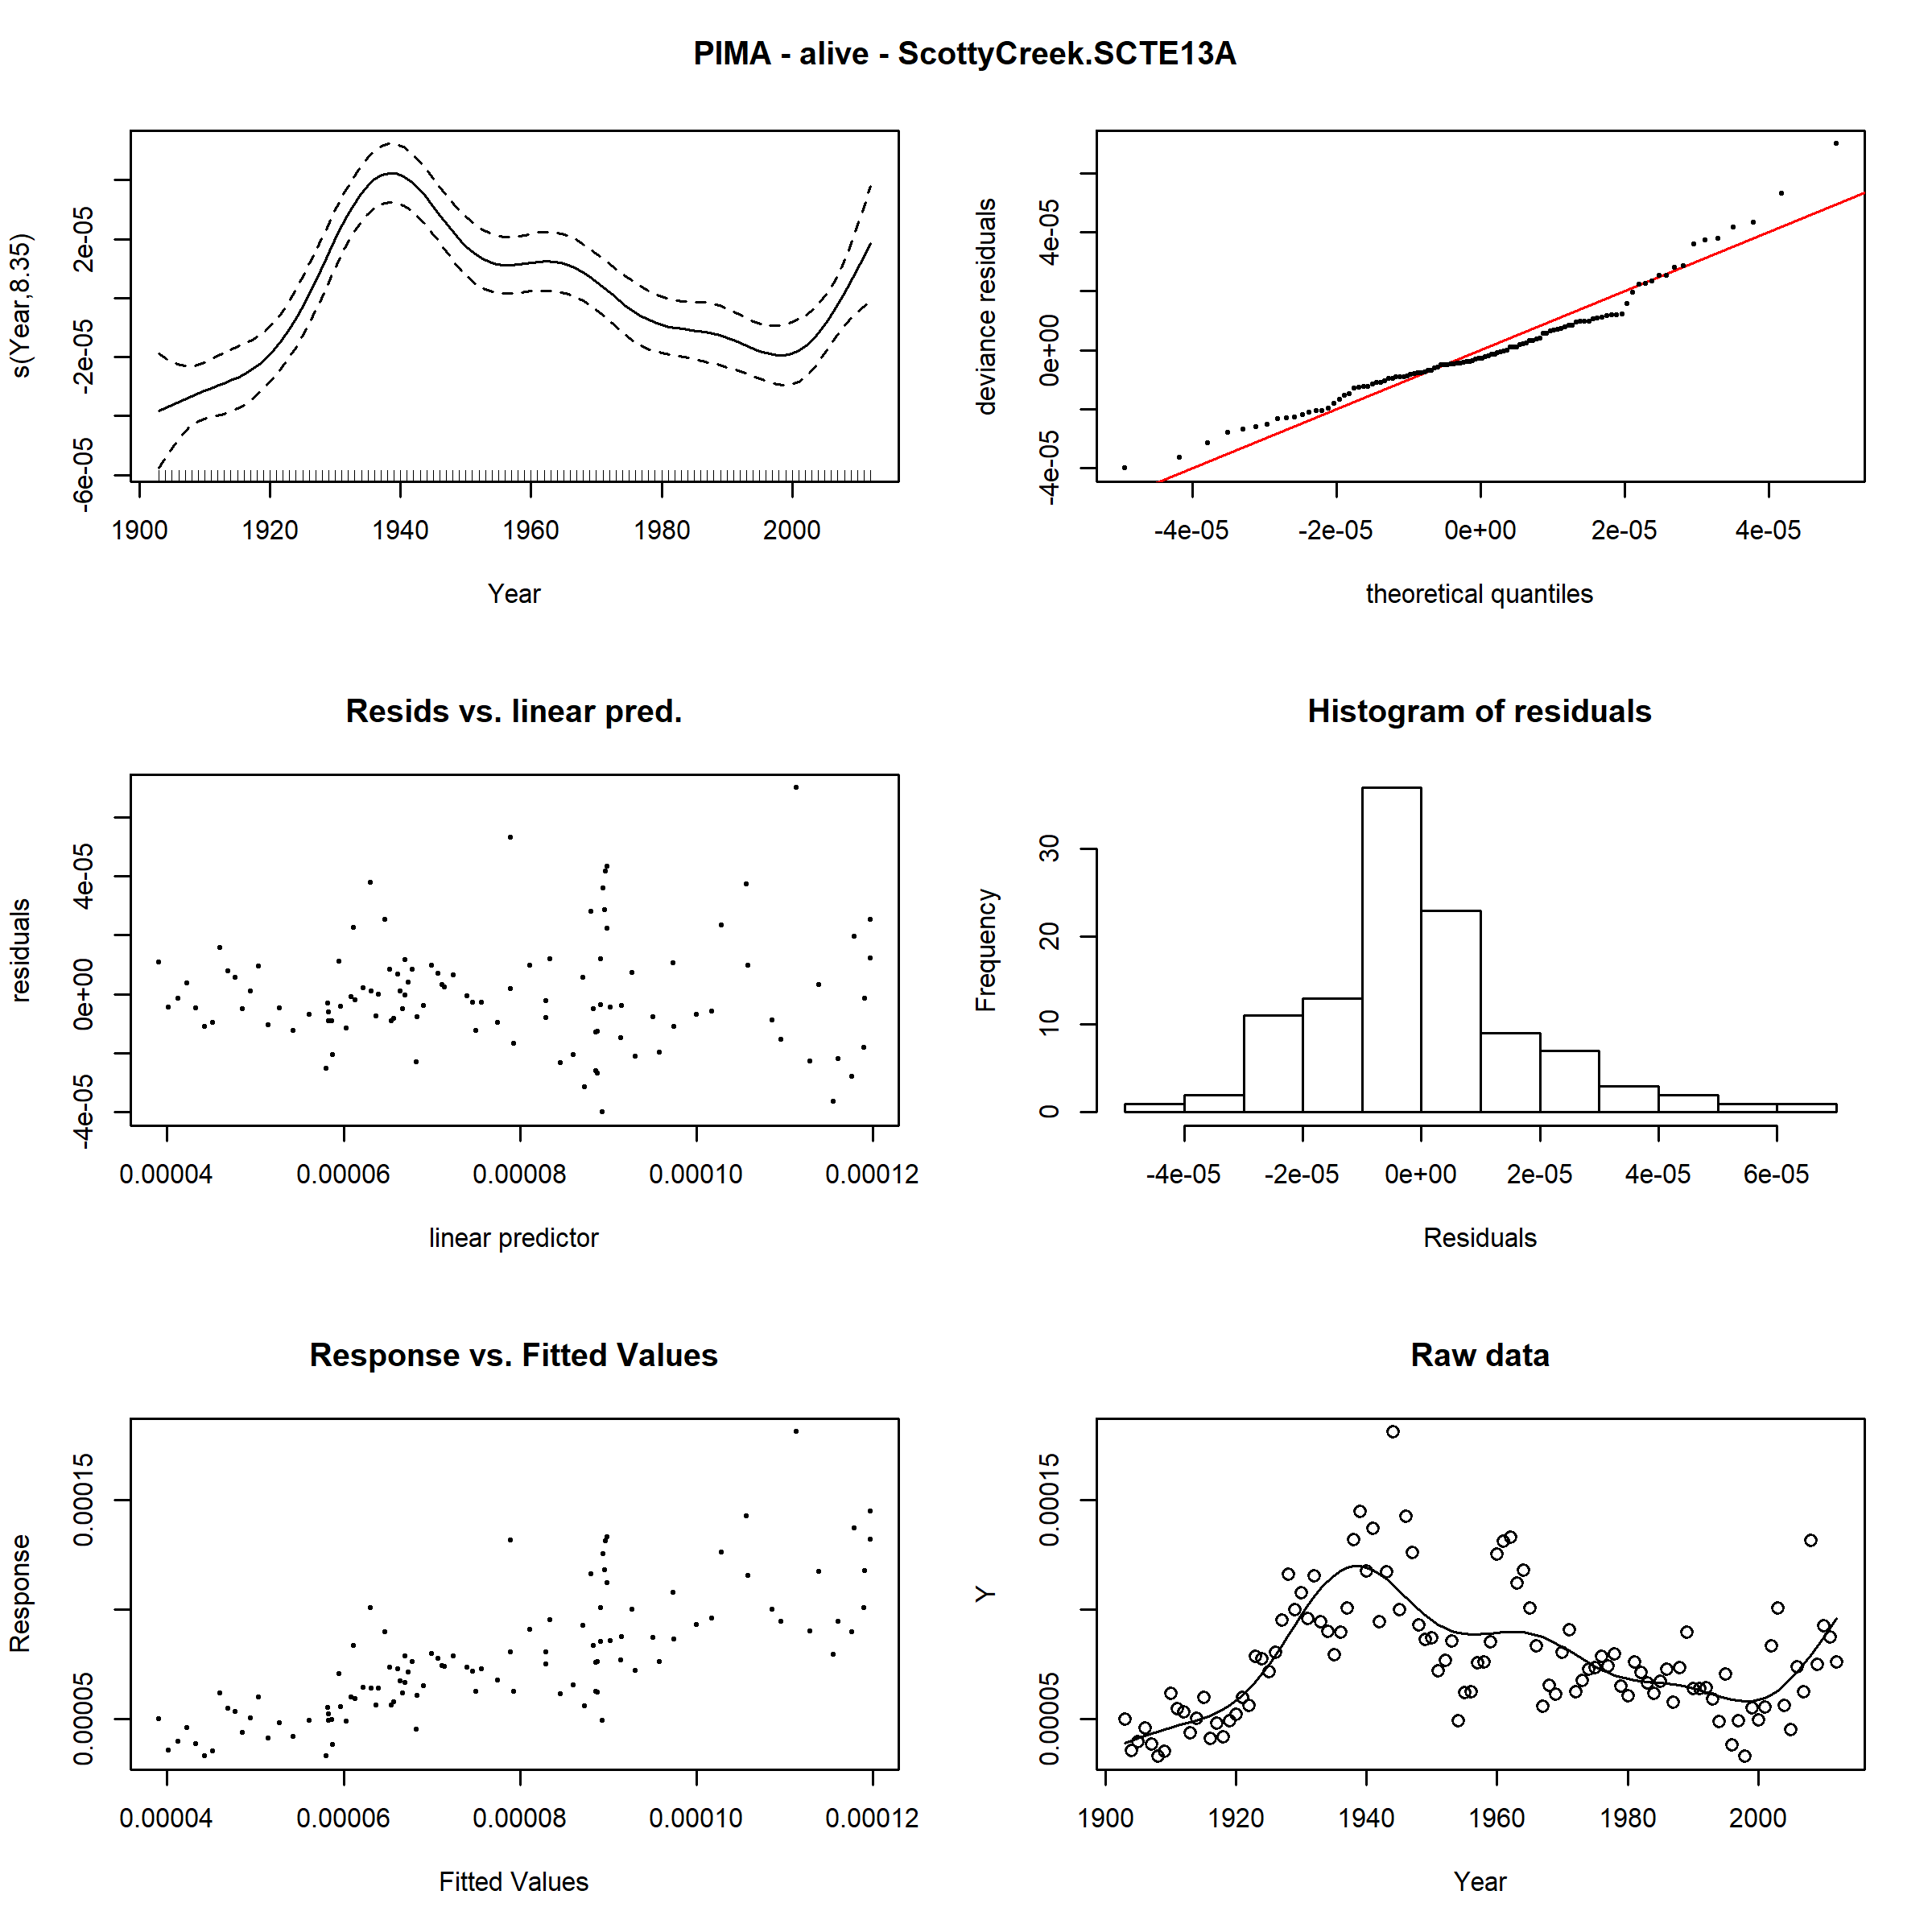 PIMA - alive - ScottyCreek.SCTE13A
s(Year,8.35)
-6e-05 -2e-05 2e-05
1900 1920 1940 1960 1980 2000
Year
deviance residuals
-4e-05 0e+00 4e-05
-4e-05 -2e-05 0e+00 2e-05 4e-05
theoretical quantiles
Resids vs. linear pred.
residuals
-4e-05 0e+00 4e-05
0.00004 0.00006 0.00008 0.00010 0.00012
linear predictor
Histogram of residuals
Frequency
0 10 20 30
-4e-05 -2e-05 0e+00 2e-05 4e-05 6e-05
Residuals
Response vs. Fitted Values
Response
0.00005 0.00015
0.00004 0.00006 0.00008 0.00010 0.00012
Fitted Values
Raw data
Y
0.00005 0.00015
1900 1920 1940 1960 1980 2000
Year